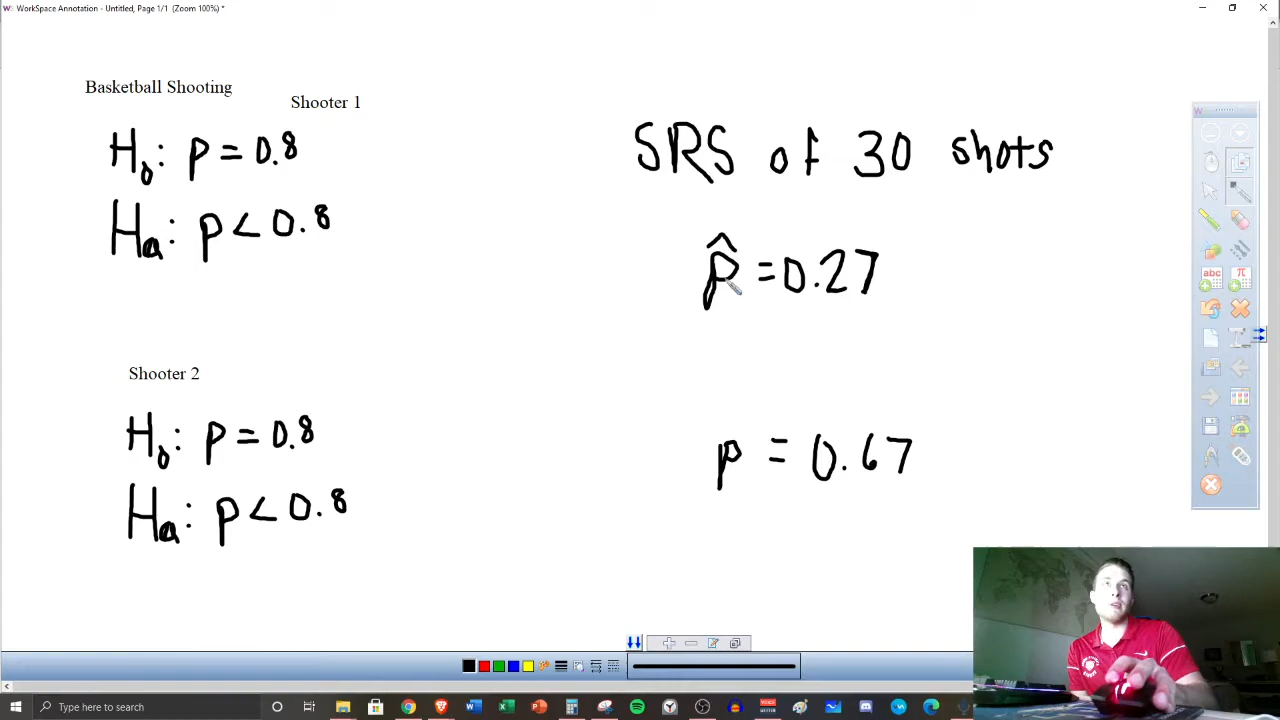 WorkSpace Annotation - Untitled, Page 1/1 (Zoom 100%) *
Basketball Shooting
Shooter 1
H₀: p = 0.8
Hₐ: p < 0.8
SRS of 30 shots
p̂ = 0.27
Shooter 2
H₀: p = 0.8
Hₐ: p < 0.8
p = 0.67
abc
π
Type here to search